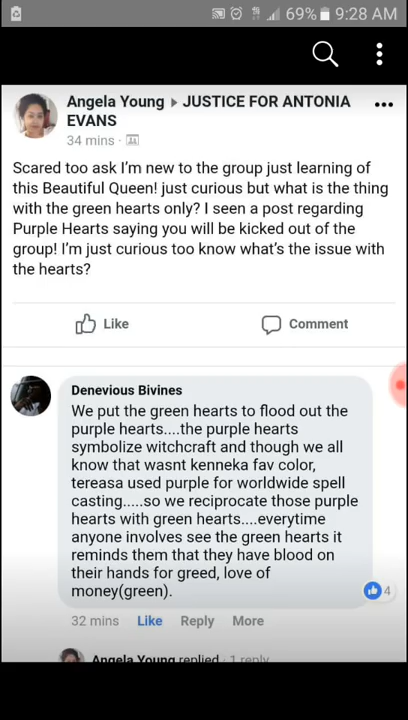 69% 9:28 AM
Angela Young ▸ JUSTICE FOR ANTONIA
EVANS
34 mins ·
Scared too ask I'm new to the group just learning of
this Beautiful Queen! just curious but what is the thing
with the green hearts only? I seen a post regarding
Purple Hearts saying you will be kicked out of the
group! I'm just curious too know what's the issue with
the hearts?
Like Comment
Denevious Bivines
We put the green hearts to flood out the
purple hearts....the purple hearts
symbolize witchcraft and though we all
know that wasnt kenneka fav color,
tereasa used purple for worldwide spell
casting.....so we reciprocate those purple
hearts with green hearts....everytime
anyone involves see the green hearts it
reminds them that they have blood on
their hands for greed, love of
money(green).
4
32 mins Like Reply More
Angela Young replied · 1 reply